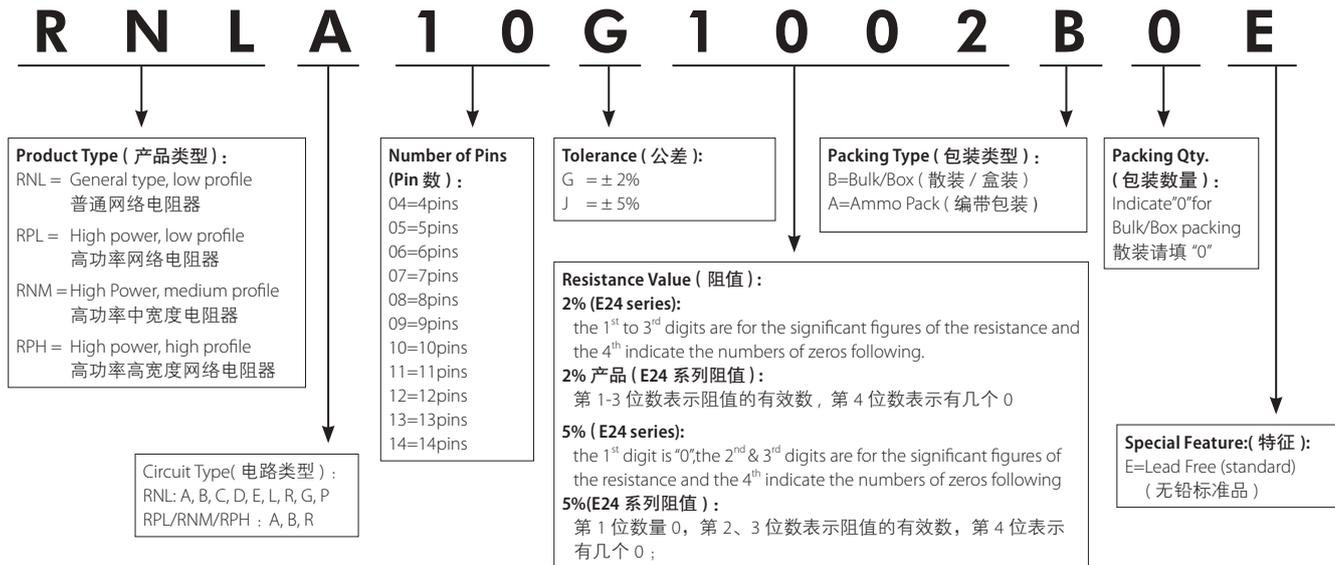 R N L A 1 0 G 1 0 0 2 B 0 E
Product Type ( 产品类型 ) :
RNL = General type, low profile
普通网络电阻器
RPL = High power, low profile
高功率网络电阻器
RNM = High Power, medium profile
高功率中宽度电阻器
RPH = High power, high profile
高功率高宽度网络电阻器
Circuit Type( 电路类型 ) :
RNL: A, B, C, D, E, L, R, G, P
RPL/RNM/RPH : A, B, R
Number of Pins
(Pin 数 ) :
04=4pins
05=5pins
06=6pins
07=7pins
08=8pins
09=9pins
10=10pins
11=11pins
12=12pins
13=13pins
14=14pins
Tolerance ( 公差 ):
G = ± 2%
J = ± 5%
Resistance Value ( 阻值 ) :
2% (E24 series):
the 1st to 3rd digits are for the significant figures of the resistance and
the 4th indicate the numbers of zeros following.
2% 产品 ( E24 系列阻值 ) :
第 1-3 位数表示阻值的有效数 , 第 4 位数表示有几个 0
5% ( E24 series):
the 1st digit is "0",the 2nd & 3rd digits are for the significant figures of
the resistance and the 4th indicate the numbers of zeros following
5%(E24 系列阻值 ) :
第 1 位数量 0，第 2、3 位数表示阻值的有效数，第 4 位表示
有几个 0 ;
Packing Type ( 包装类型 ) :
B=Bulk/Box ( 散装 / 盒装 )
A=Ammo Pack ( 编带包装 )
Packing Qty.
( 包装数量 ) :
Indicate"0"for
Bulk/Box packing
散装请填 "0"
Special Feature:( 特征 ):
E=Lead Free (standard)
( 无铅标准品 )